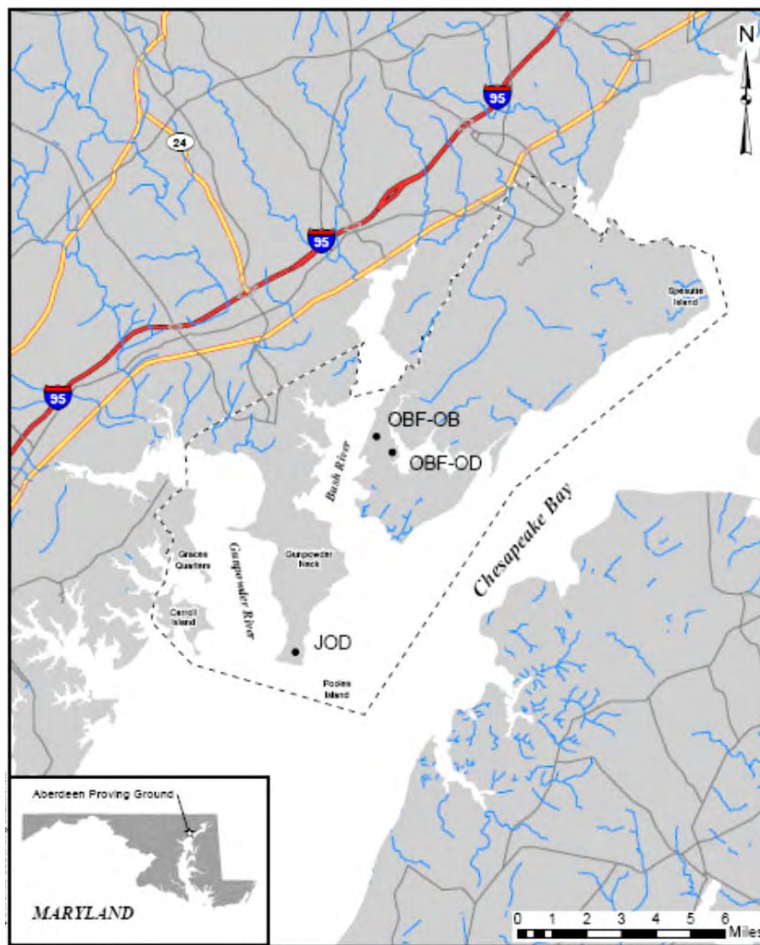 N
95
24
95
Spesutie
Island
95
OBF-OB
OBF-OD
Bush River
Chesapeake Bay
Graces
Quarters
Gunpowder
Neck
Gunpowder River
Carroll
Island
JOD
Pooles
Island
Aberdeen Proving Ground
MARYLAND
0 1 2 3 4 5 6
Miles